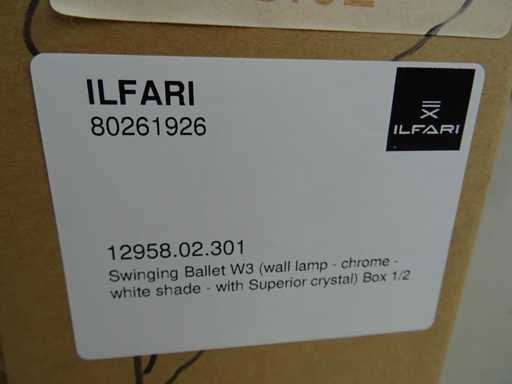 ILFARI
80261926
ILFARI
12958.02.301
Swinging Ballet W3 (wall lamp - chrome -
white shade - with Superior crystal) Box 1/2